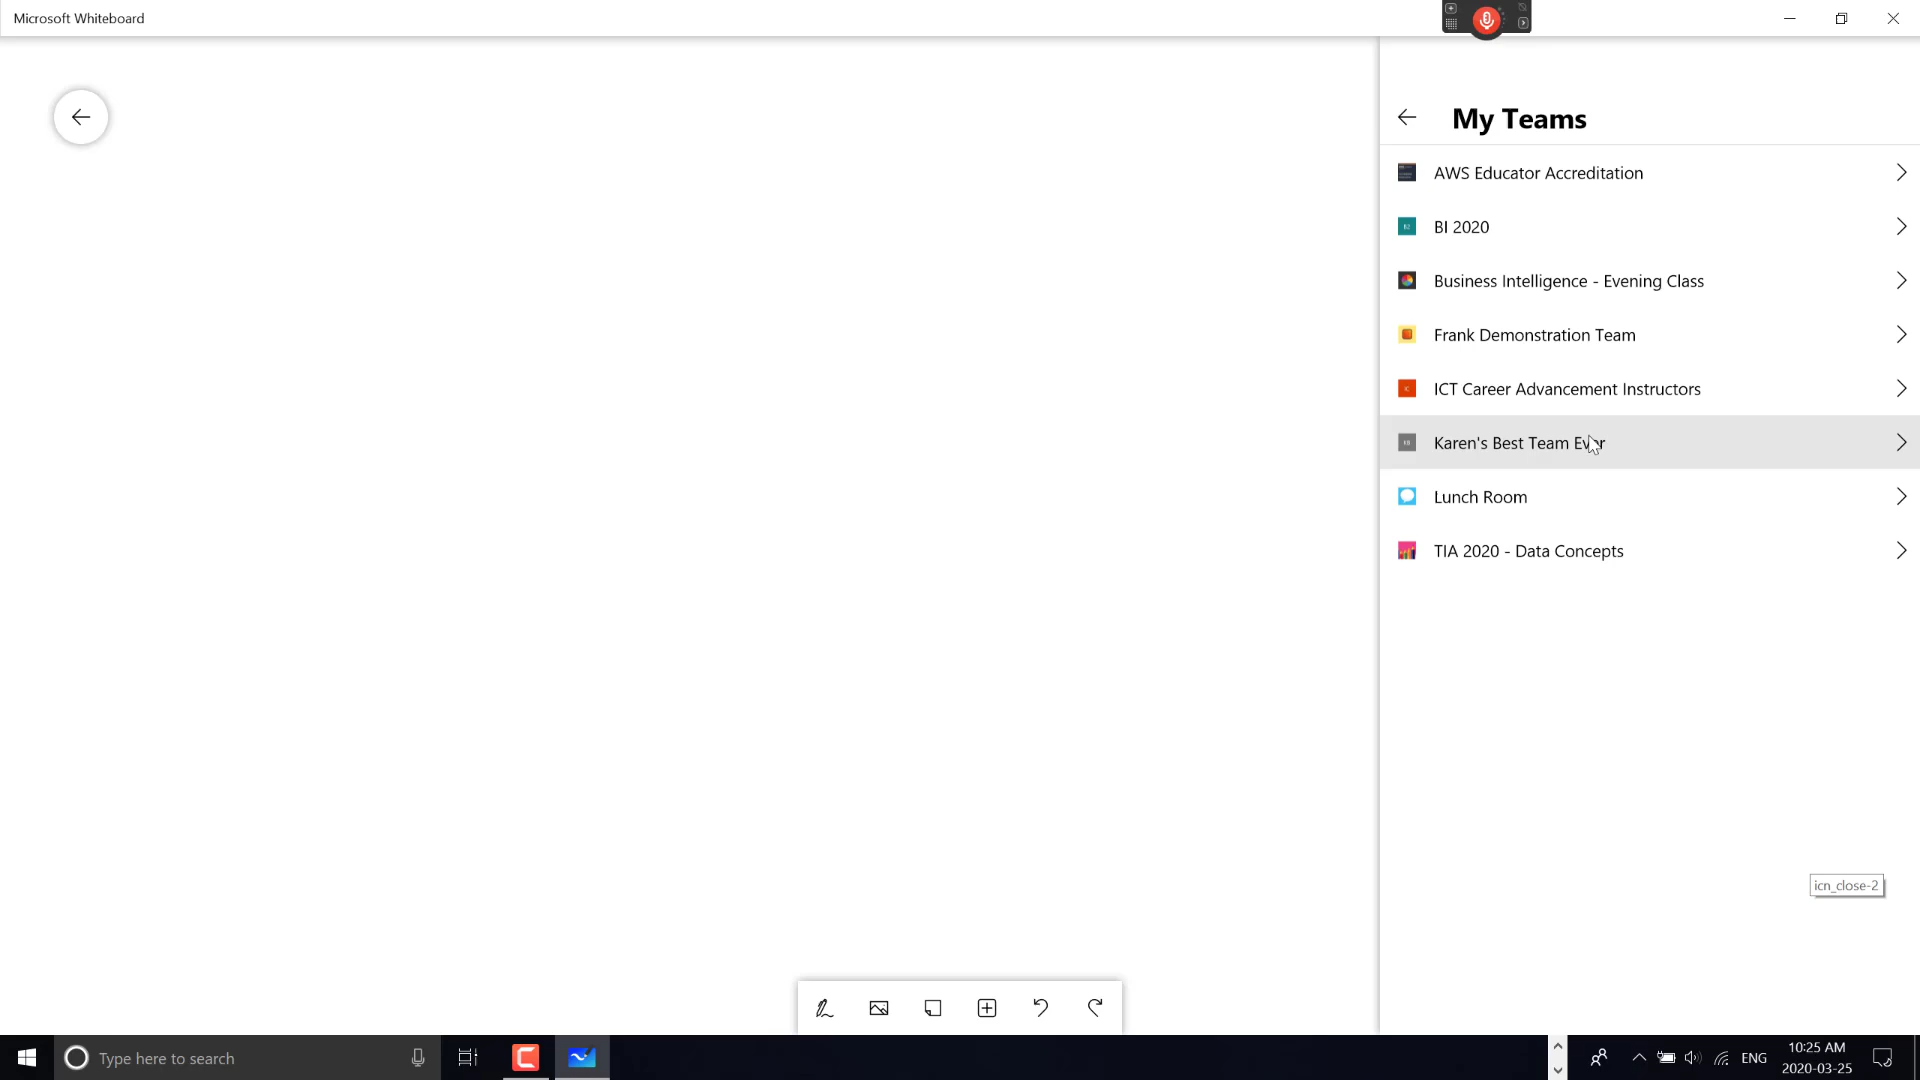 Microsoft Whiteboard
My Teams
AWS Educator Accreditation
BI 2020
Business Intelligence - Evening Class
Frank Demonstration Team
ICT Career Advancement Instructors
Karen's Best Team Ever
Lunch Room
TIA 2020 - Data Concepts
icn_close-2
Type here to search
ENG
10:25 AM
2020-03-25